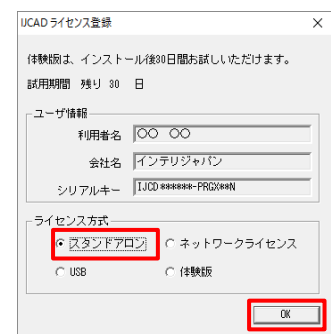 IJCAD ライセンス登録
体験版は、インストール後30日間お試しいただけます。
試用期間 残り 30 日
ユーザ情報
利用者名 〇〇 〇〇
会社名 インテリジャパン
シリアルキー IJCD******-PRGX**N
ライセンス方式
スタンドアロン ネットワークライセンス
USB 体験版
OK